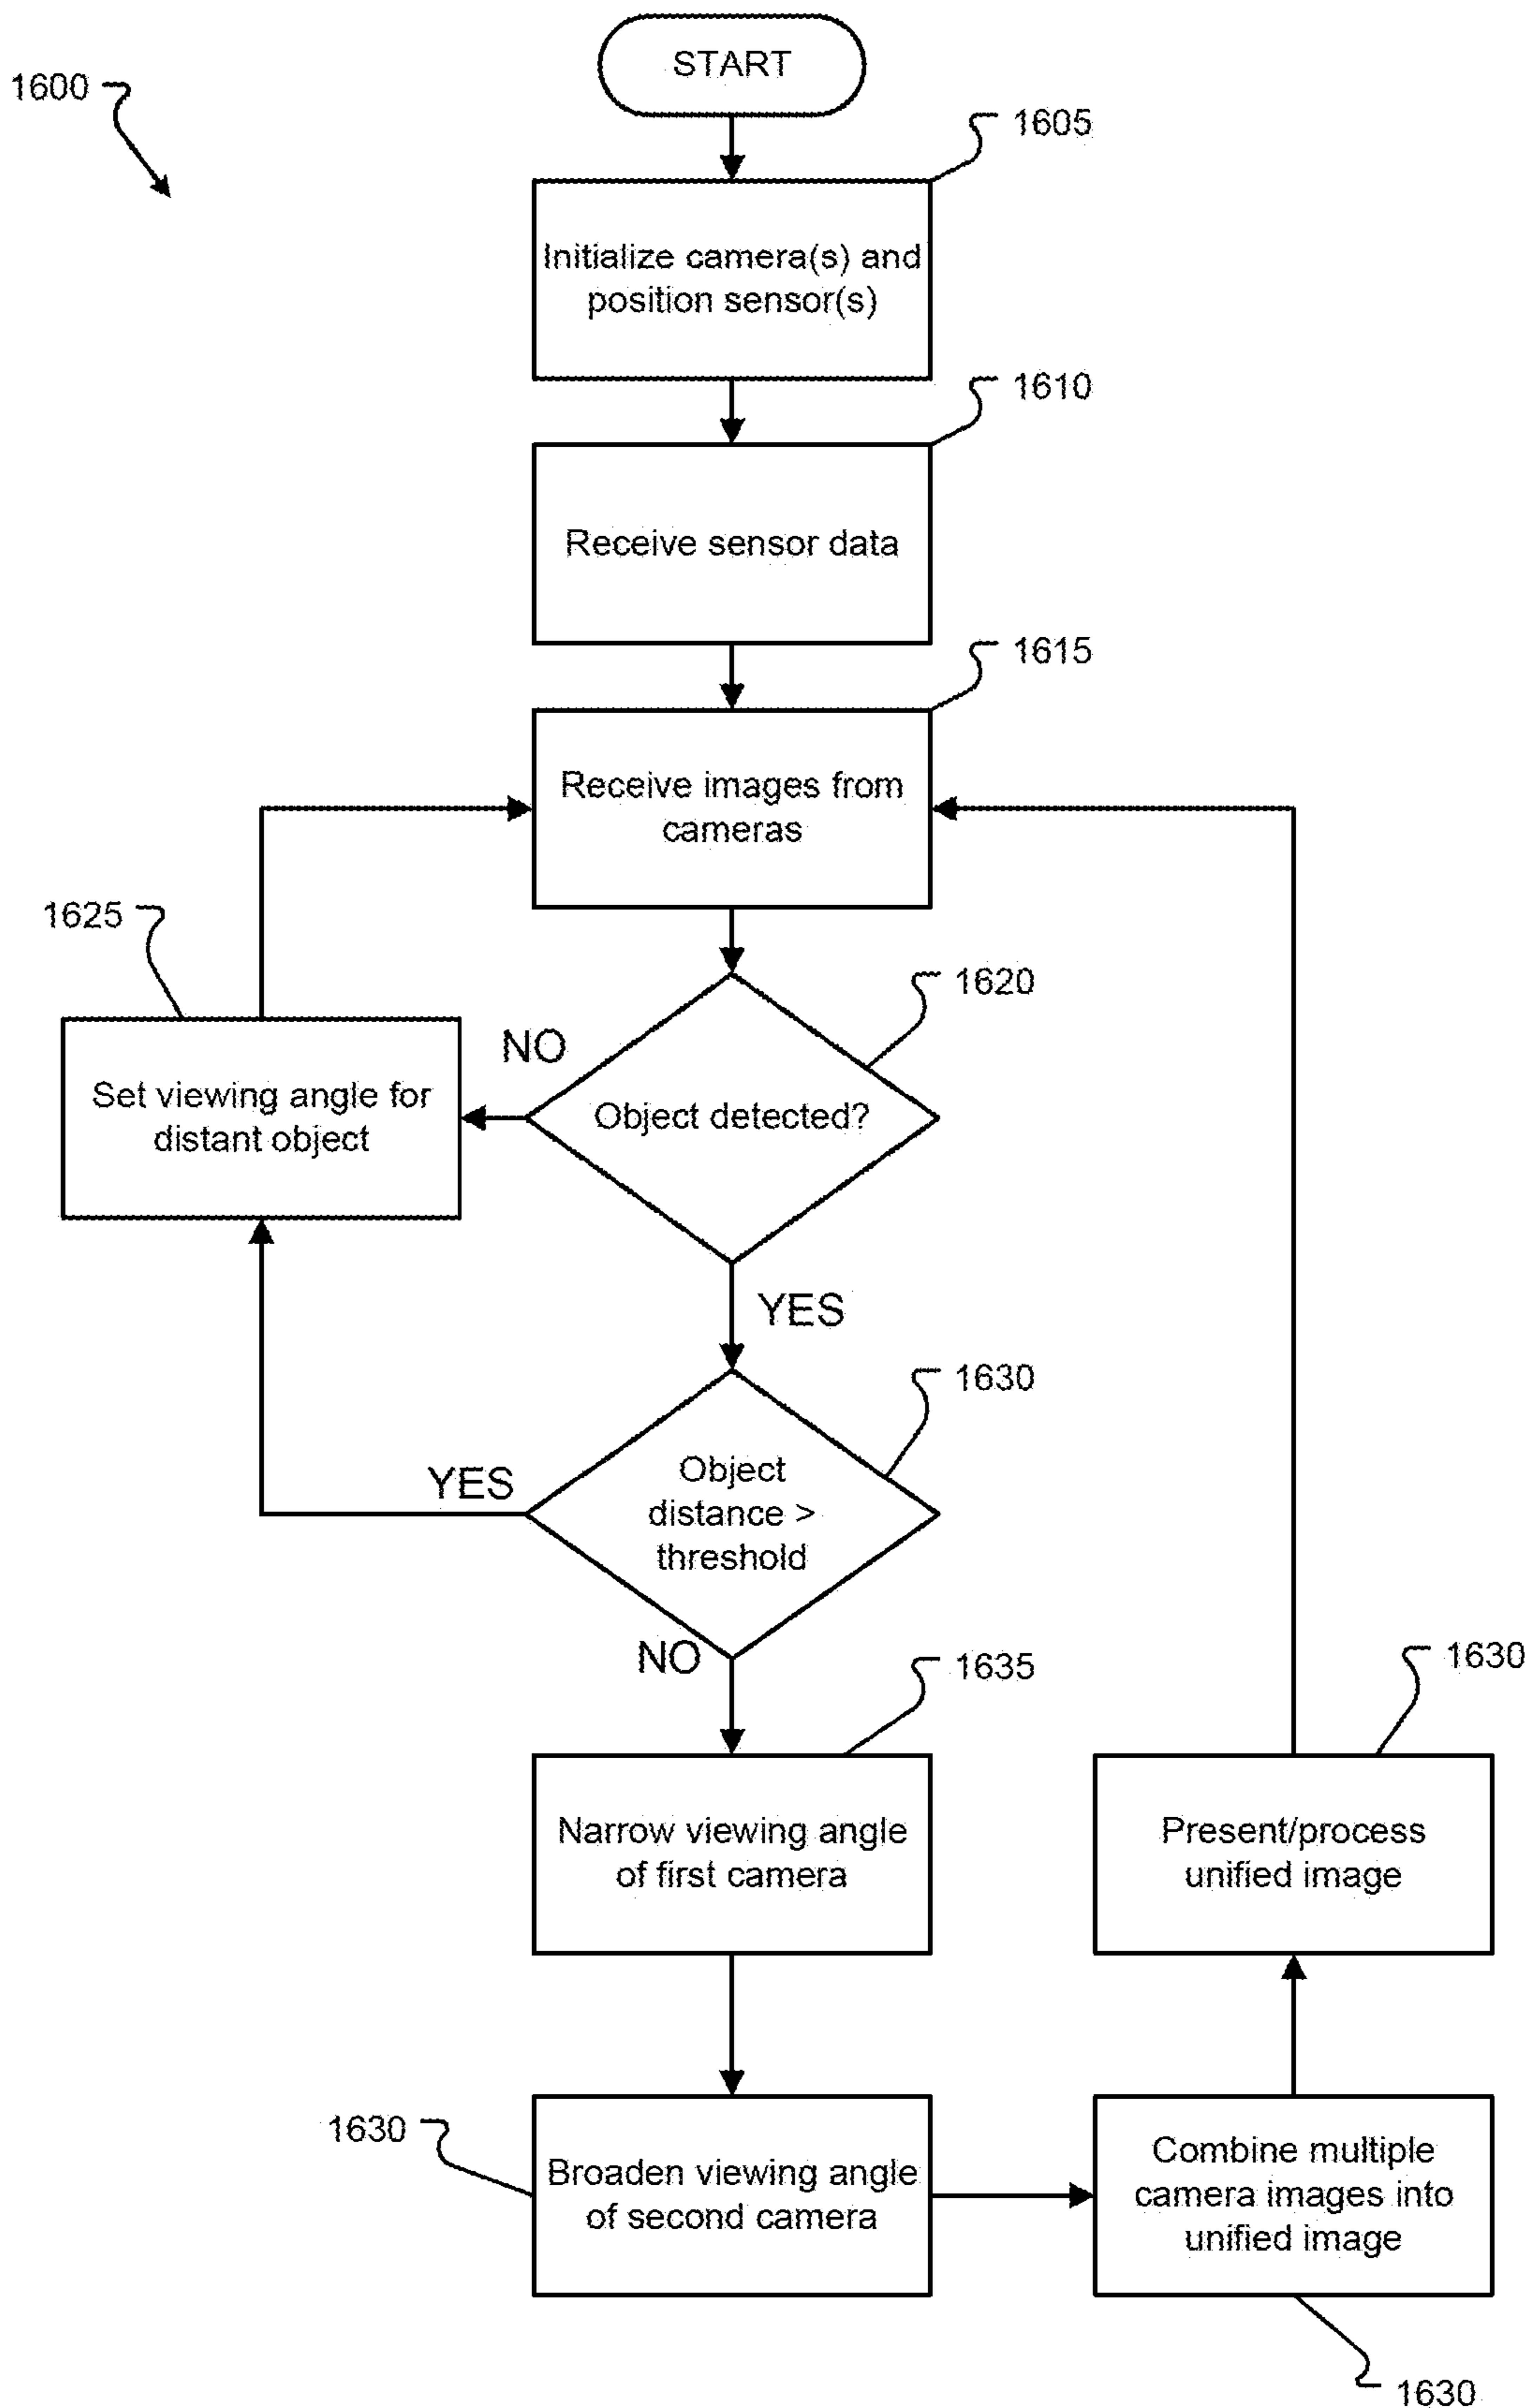 START
1600
1605
Initialize camera(s) and
position sensor(s)
1610
Receive sensor data
1615
Receive images from
cameras
1625
1620
NO
Set viewing angle for
distant object
Object detected?
YES
1630
YES
Object
distance >
threshold
NO
1635
1630
Narrow viewing angle
of first camera
Present/process
unified image
1630
Broaden viewing angle
of second camera
Combine multiple
camera images into
unified image
1630